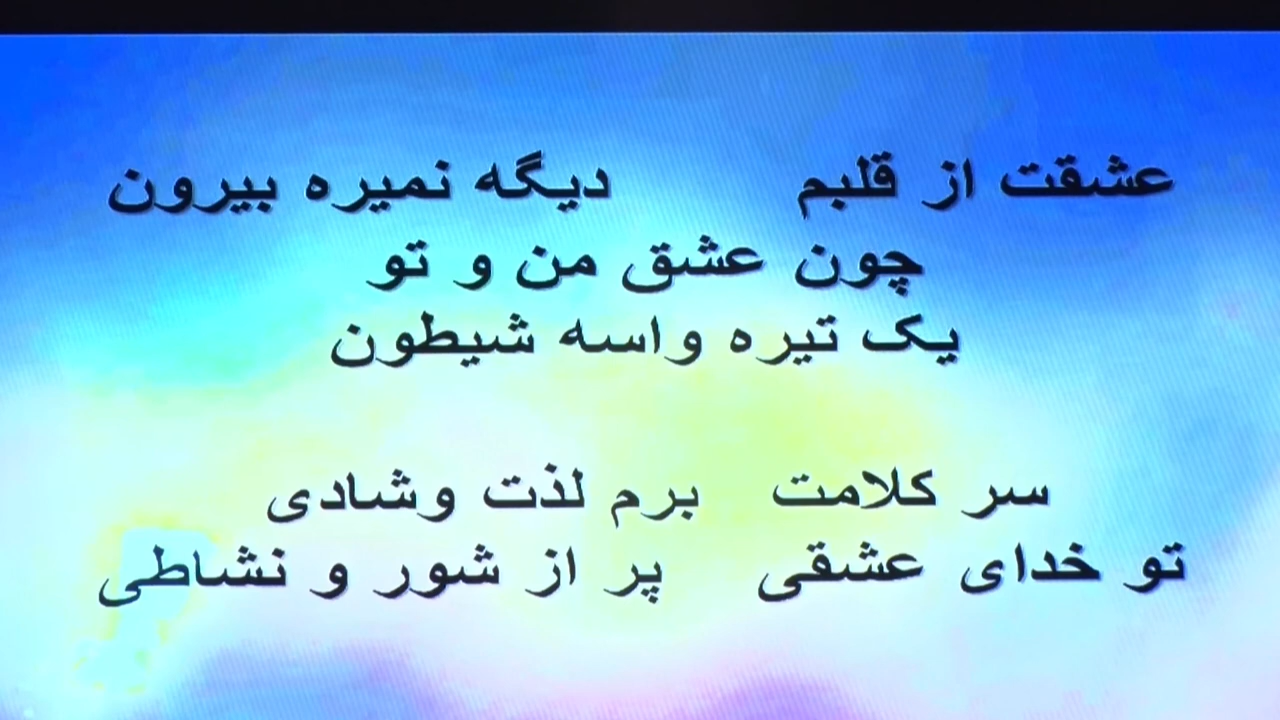 عشقت از قلبم دیگه نمیره بیرون
چون عشق من و تو
یک تیره واسه شیطون
سر کلامت برم لذت وشادی
تو خدای عشقی پر از شور و نشاطی